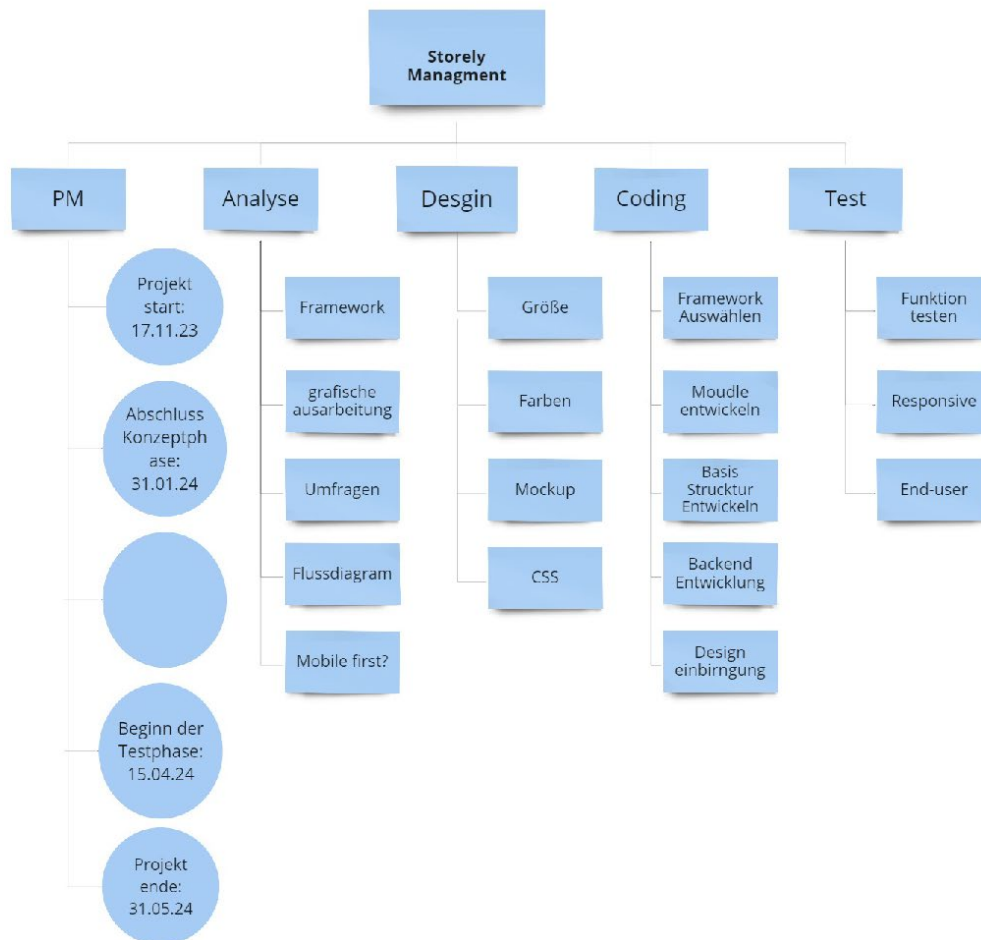 Storely
Managment
PM
Analyse
Desgin
Coding
Test
Projekt
start:
17.11.23
Abschluss
Konzeptph
ase:
31.01.24
Beginn der
Testphase:
15.04.24
Projekt
ende:
31.05.24
Framework
grafische
ausarbeitung
Umfragen
Flussdiagram
Mobile first?
Größe
Farben
Mockup
CSS
Framework
Auswählen
Moudle
entwickeln
Basis
Strucktur
Entwickeln
Backend
Entwicklung
Design
einbirngung
Funktion
testen
Responsive
End-user